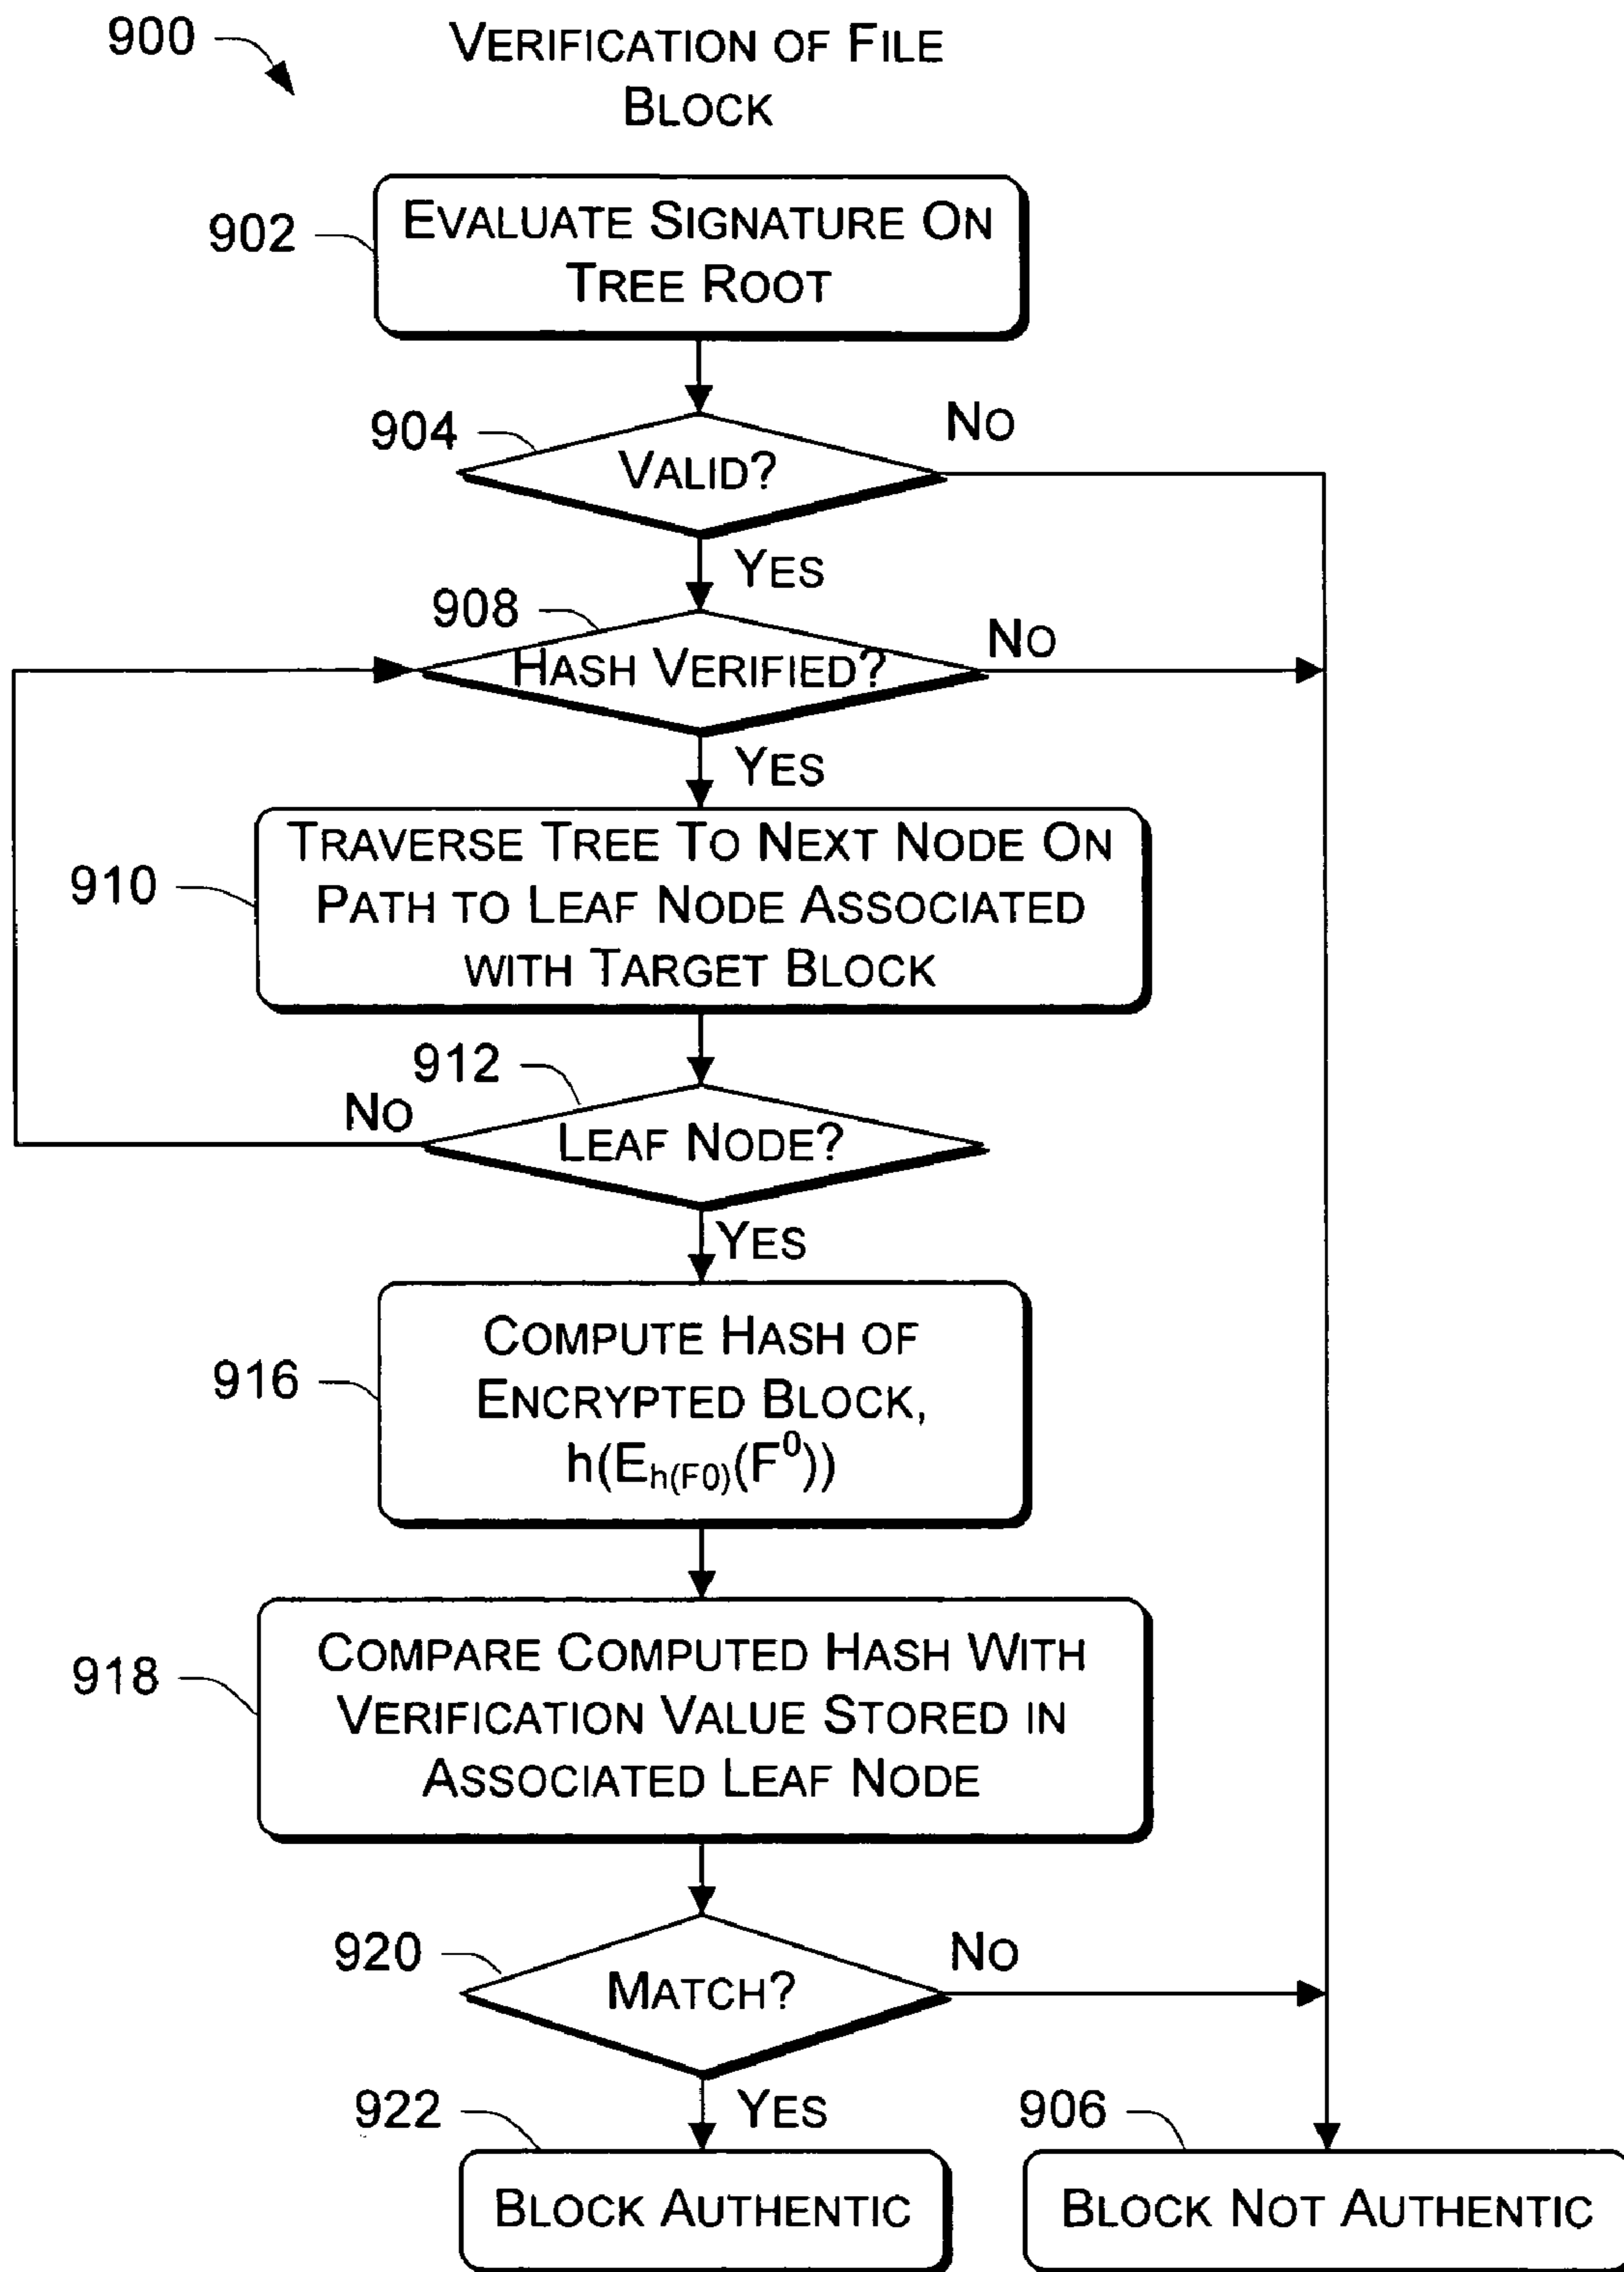 900
VERIFICATION OF FILE
BLOCK
902
EVALUATE SIGNATURE ON
TREE ROOT
904
VALID?
NO
YES
908
HASH VERIFIED?
NO
YES
910
TRAVERSE TREE TO NEXT NODE ON
PATH TO LEAF NODE ASSOCIATED
WITH TARGET BLOCK
912
NO
LEAF NODE?
YES
916
COMPUTE HASH OF
ENCRYPTED BLOCK,
h(E_h(F0)(F^0))
918
COMPARE COMPUTED HASH WITH
VERIFICATION VALUE STORED IN
ASSOCIATED LEAF NODE
920
MATCH?
NO
YES
922
BLOCK AUTHENTIC
906
BLOCK NOT AUTHENTIC